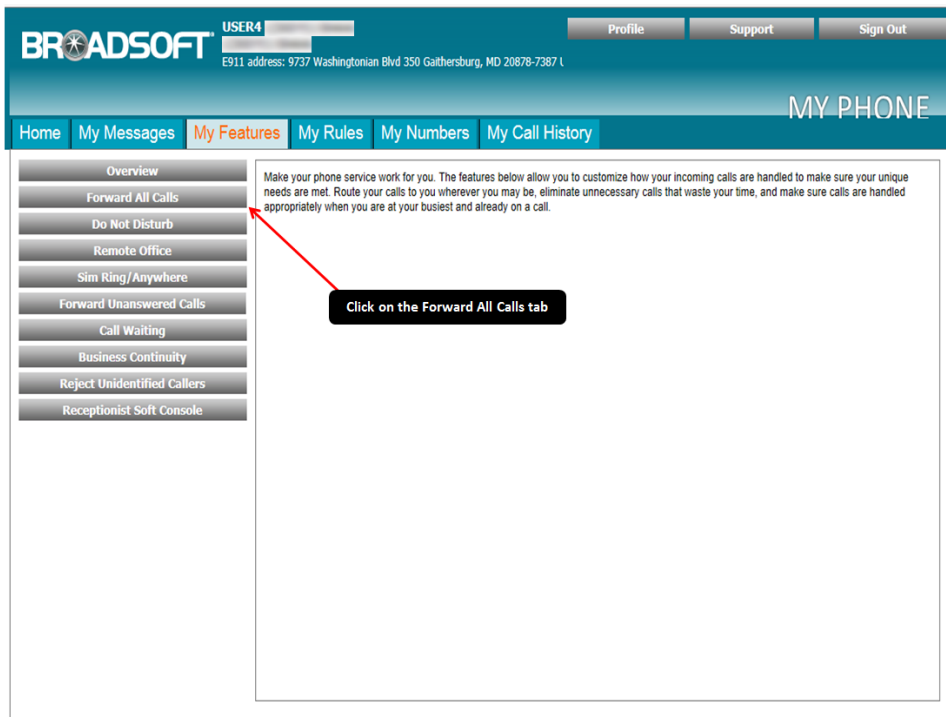 BROADSOFT
USER4
E911 address: 9737 Washingtonian Blvd 350 Gaithersburg, MD 20878-7387 U
Profile
Support
Sign Out
MY PHONE
Home
My Messages
My Features
My Rules
My Numbers
My Call History
Overview
Forward All Calls
Do Not Disturb
Remote Office
Sim Ring/Anywhere
Forward Unanswered Calls
Call Waiting
Business Continuity
Reject Unidentified Callers
Receptionist Soft Console
Make your phone service work for you. The features below allow you to customize how your incoming calls are handled to make sure your unique
needs are met. Route your calls to you wherever you may be, eliminate unnecessary calls that waste your time, and make sure calls are handled
appropriately when you are at your busiest and already on a call.
Click on the Forward All Calls tab